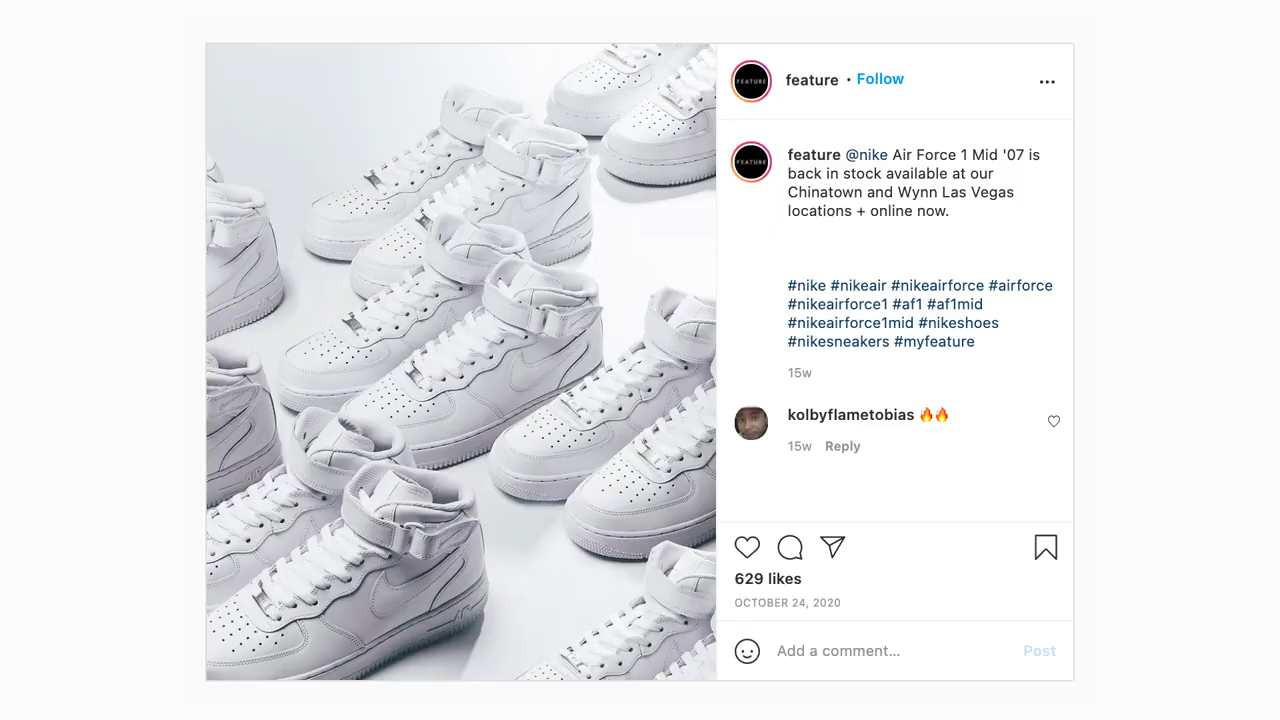 FEATURE
feature • Follow
FEATURE
feature @nike Air Force 1 Mid '07 is
back in stock available at our
Chinatown and Wynn Las Vegas
locations + online now.
#nike #nikeair #nikeairforce #airforce
#nikeairforce1 #af1 #af1mid
#nikeairforce1mid #nikeshoes
#nikesneakers #myfeature
15w
kolbyflametobias 🔥🔥
15w Reply
629 likes
OCTOBER 24, 2020
Add a comment... Post